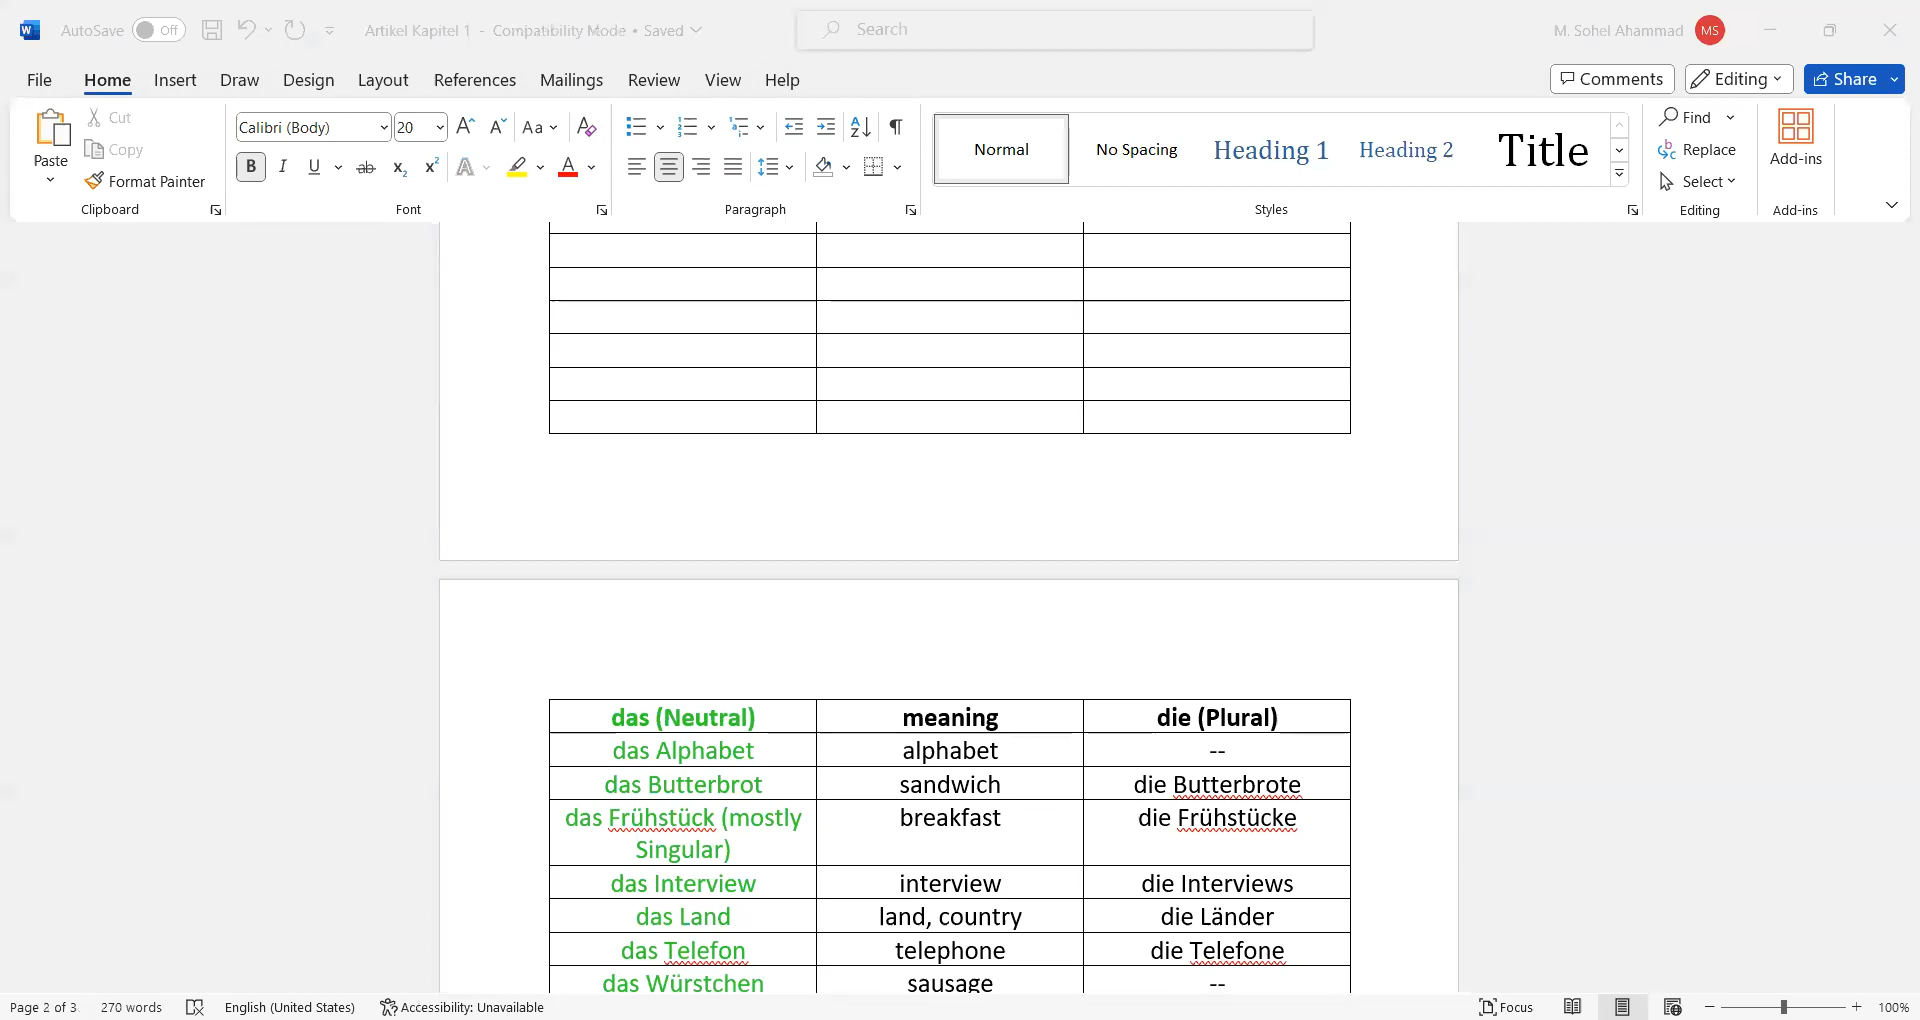 AutoSave Off Artikel Kapitel 1 - Compatibility Mode • Saved Search M. Sohel Ahammad MS
File Home Insert Draw Design Layout References Mailings Review View Help Comments Editing Share
Paste Cut Copy Format Painter
Calibri (Body) 20 Aa
B I U ab x₂ x² A A
Normal No Spacing Heading 1 Heading 2 Title
Find Replace Select
Add-ins
Clipboard Font Paragraph Styles Editing Add-ins
das (Neutral) meaning die (Plural)
das Alphabet alphabet --
das Butterbrot sandwich die Butterbrote
das Frühstück (mostly Singular) breakfast die Frühstücke
das Interview interview die Interviews
das Land land, country die Länder
das Telefon telephone die Telefone
das Würstchen sausage --
Page 2 of 3 270 words English (United States) Accessibility: Unavailable Focus 100%